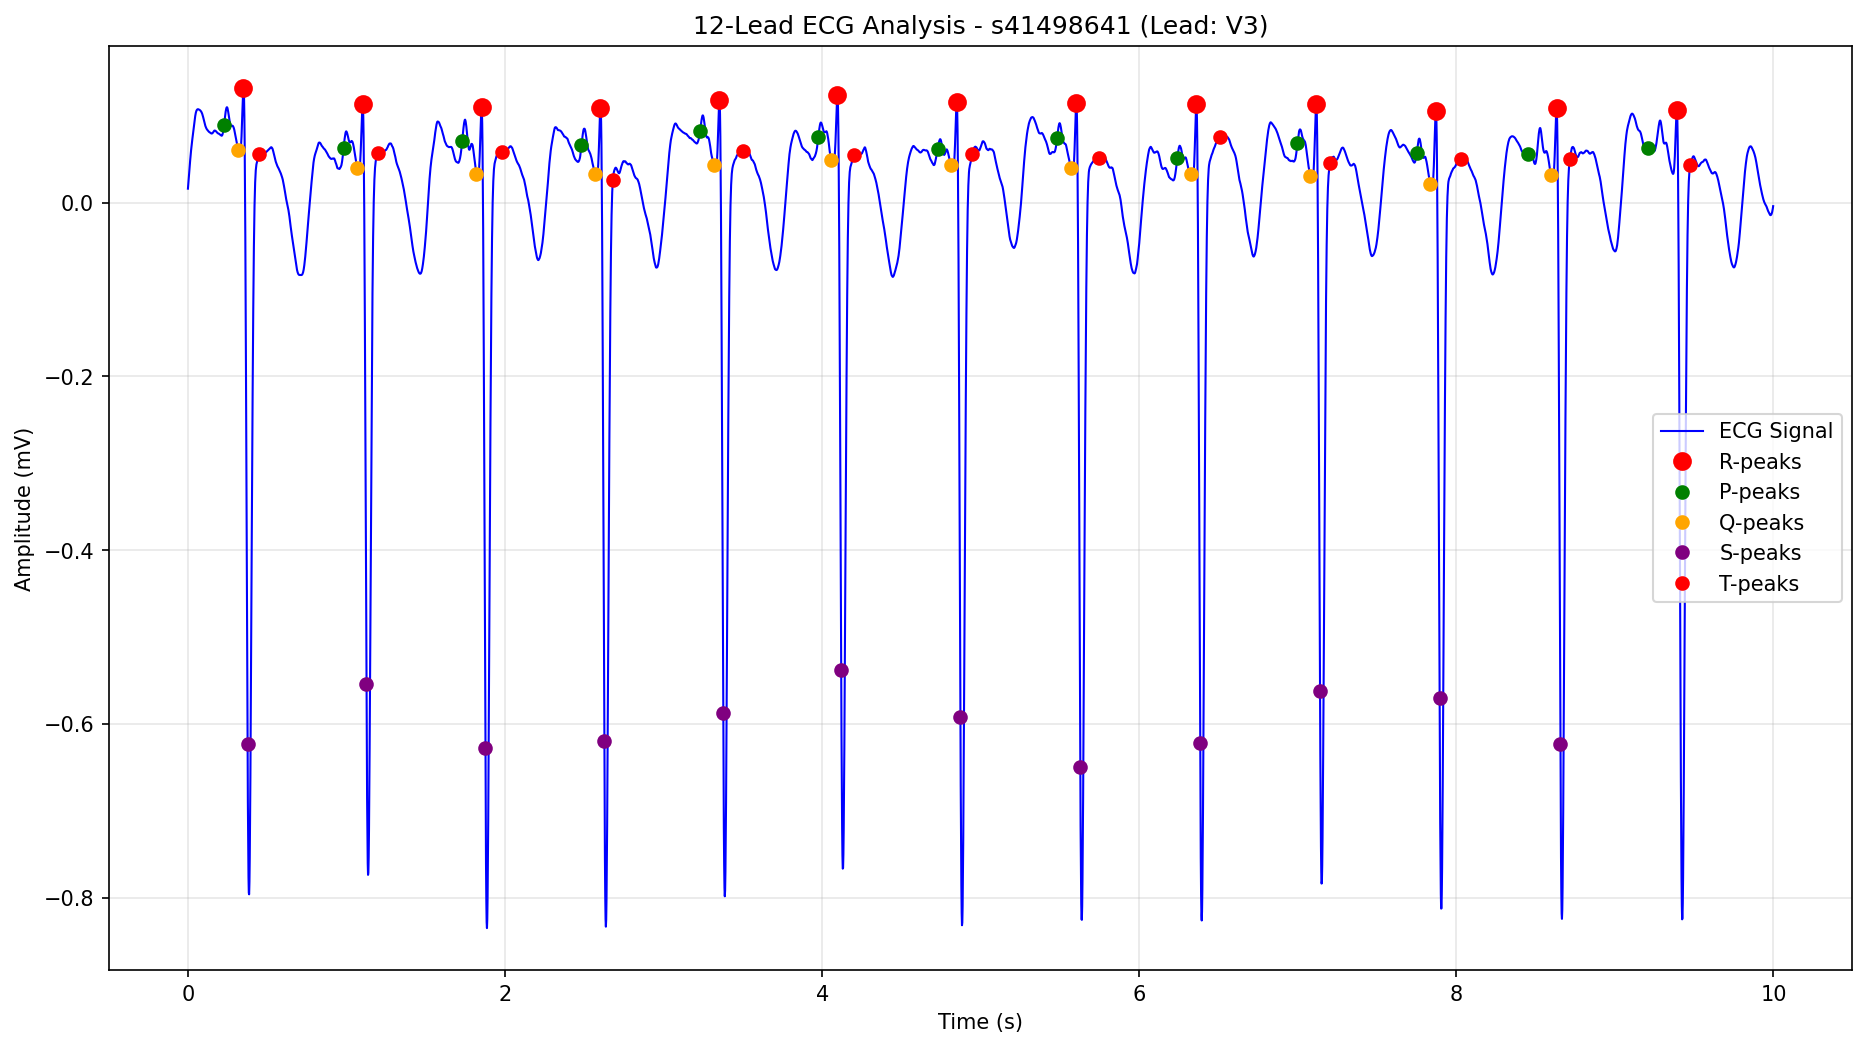 12-Lead ECG Analysis - s41498641 (Lead: V3)
Amplitude (mV)
0.0
−0.2
−0.4
−0.6
−0.8
ECG Signal
R-peaks
P-peaks
Q-peaks
S-peaks
T-peaks
0 2 4 6 8 10
Time (s)